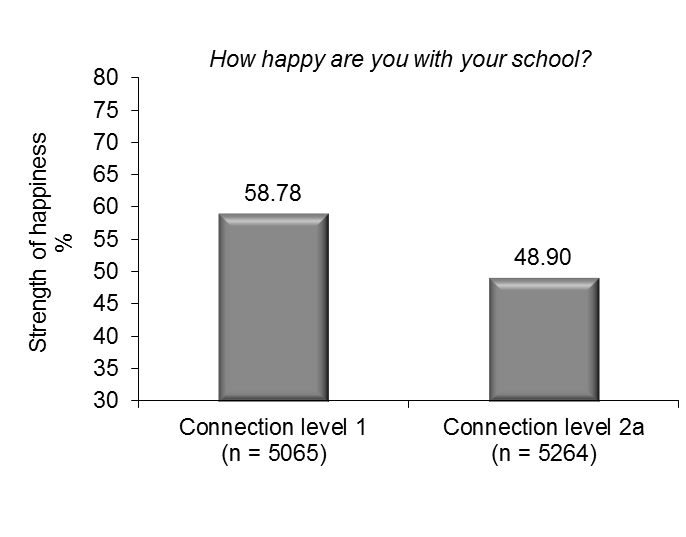 How happy are you with your school?
80
75
70
65
60
55
50
45
40
35
30
Strength of happiness
%
58.78
48.90
Connection level 1
(n = 5065)
Connection level 2a
(n = 5264)